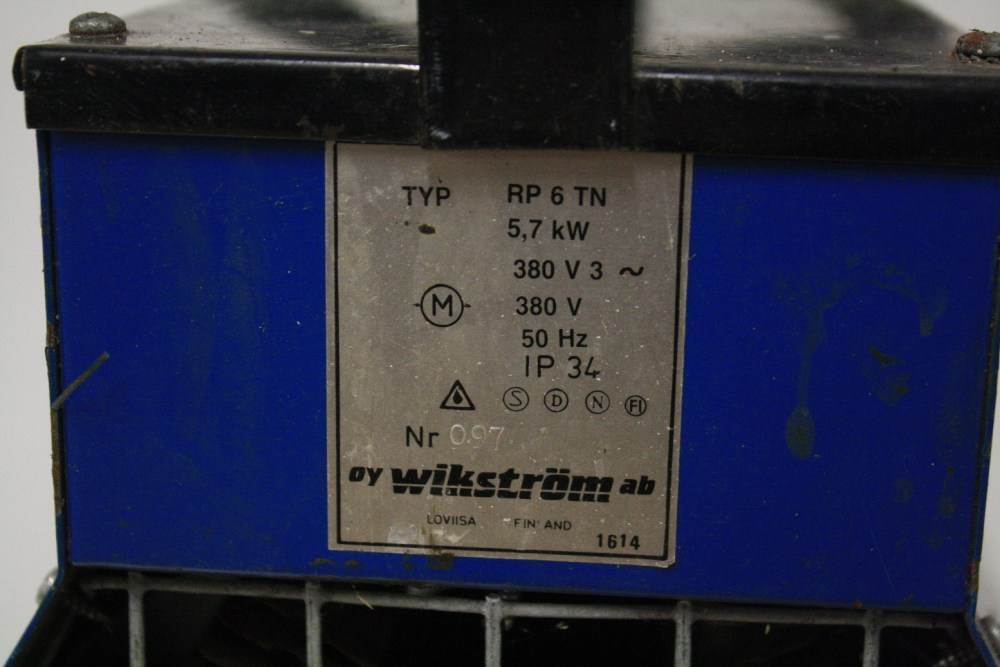 TYP RP 6 TN
5,7 kW
380 V 3 ~
M 380 V
50 Hz
IP 34
S D N FI
Nr 097
oy wikström ab
LOVIISA FINLAND
1614